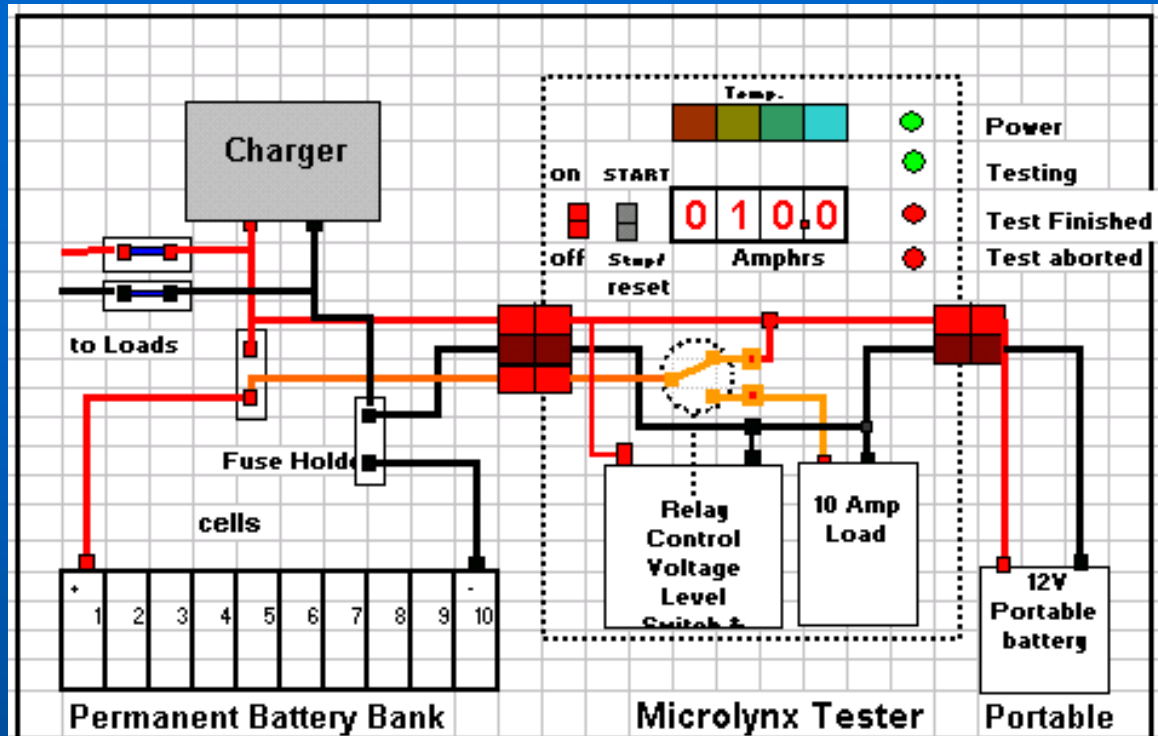 Temp.
Charger
Power
ON START
Testing
0 1 0.0
Test Finished
off Stop/
reset
Amphrs
Test aborted
to Loads
Fuse
cells
Relay
Control
Voltage
Level
Switch &
10 Amp
Load
12V
Portable
battery
+ -
1 2 3 4 5 6 7 8 9 10
Permanent Battery Bank
Microlynx Tester
Portable